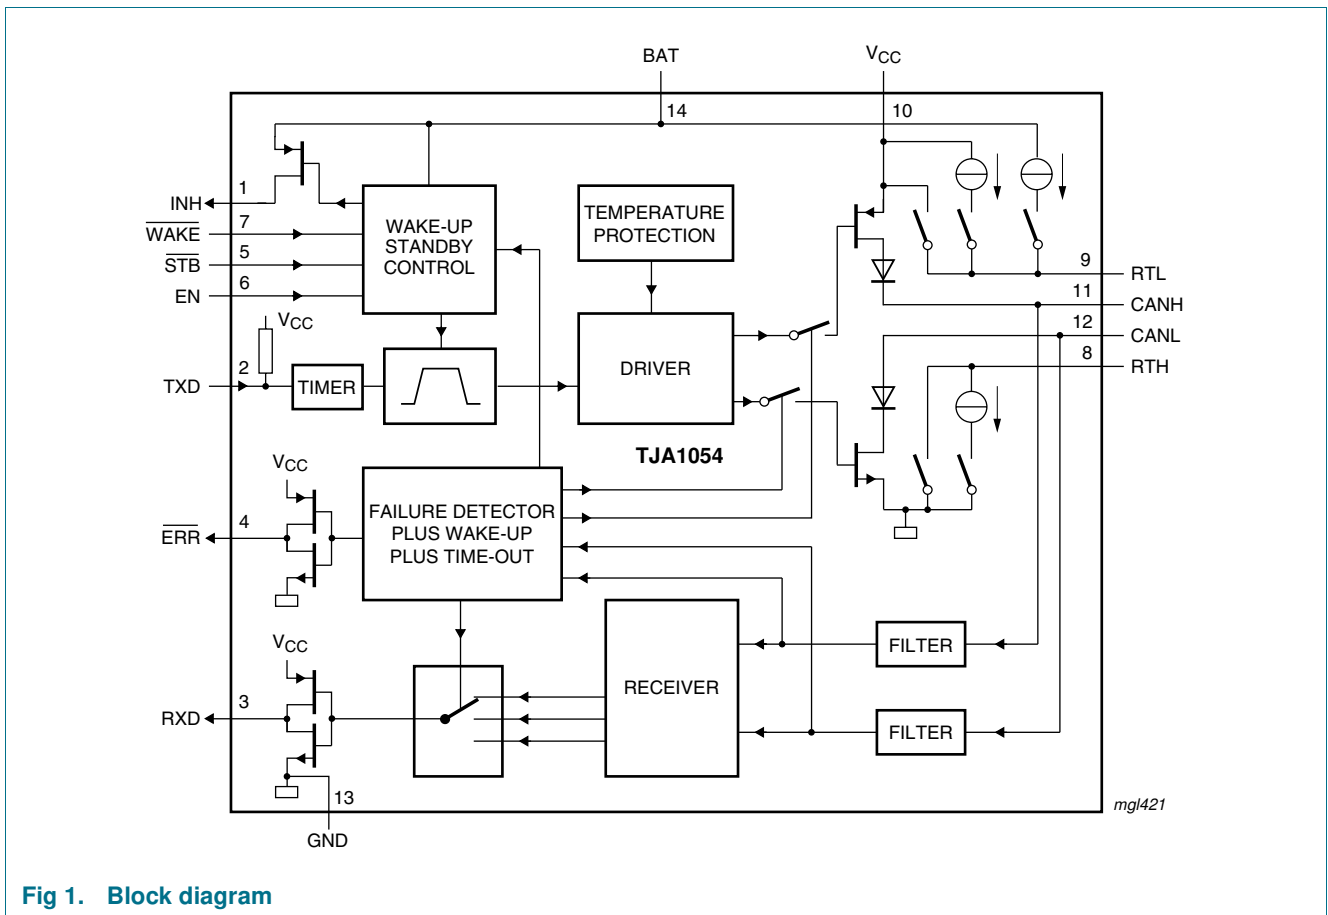 BAT
VCC
14
10
1
INH
7
WAKE
5
STB
6
EN
WAKE-UP
STANDBY
CONTROL
TEMPERATURE
PROTECTION
9
RTL
11
CANH
12
CANL
8
RTH
VCC
2
TXD
TIMER
DRIVER
TJA1054
VCC
4
ERR
FAILURE DETECTOR
PLUS WAKE-UP
PLUS TIME-OUT
FILTER
VCC
3
RXD
RECEIVER
FILTER
13
GND
mgl421
Fig 1. Block diagram